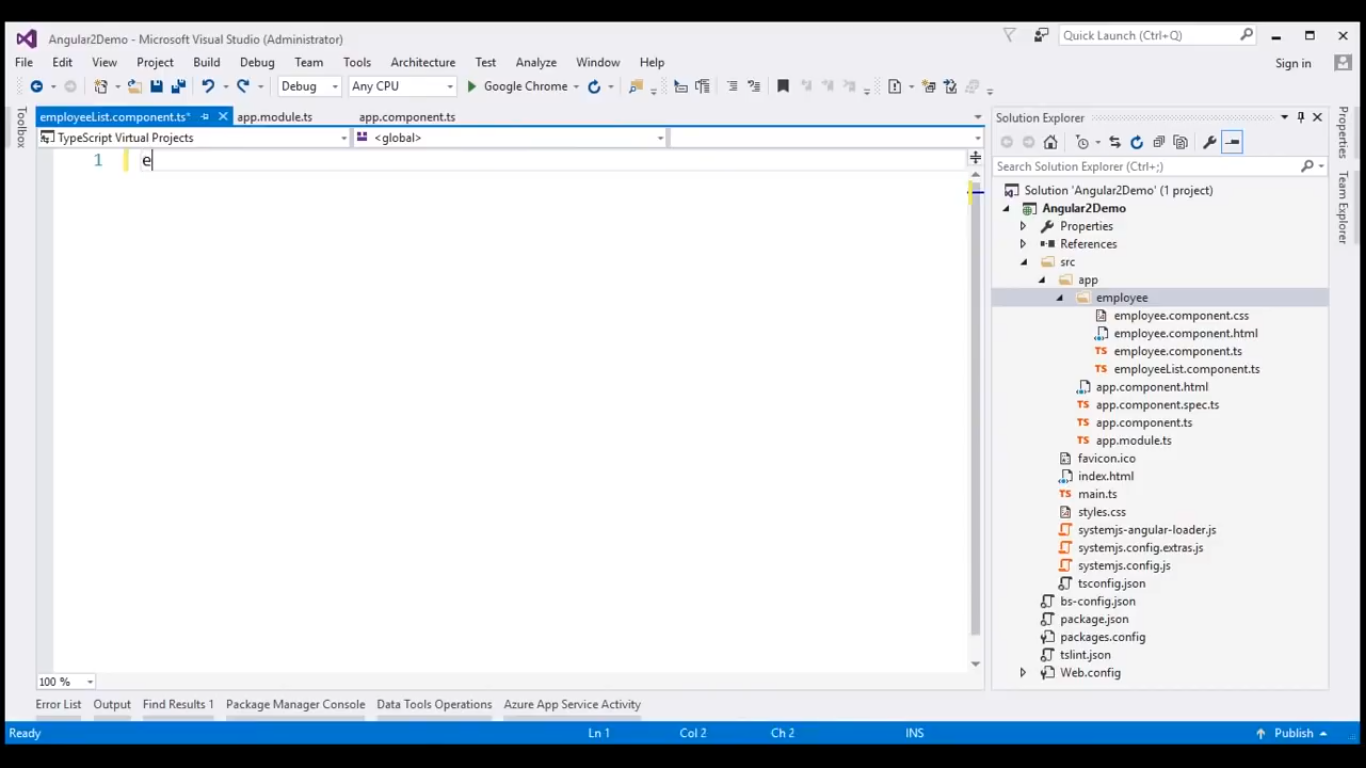 Angular2Demo - Microsoft Visual Studio (Administrator)
Quick Launch (Ctrl+Q)
File Edit View Project Build Debug Team Tools Architecture Test Analyze Window Help
Sign in
Debug Any CPU Google Chrome
employeeList.component.ts* app.module.ts app.component.ts
TypeScript Virtual Projects <global>
1 e
100 %
Toolbox
Solution Explorer
Search Solution Explorer (Ctrl+;)
Solution 'Angular2Demo' (1 project)
Angular2Demo
Properties
References
src
app
employee
employee.component.css
employee.component.html
TS employee.component.ts
TS employeeList.component.ts
app.component.html
TS app.component.spec.ts
TS app.component.ts
TS app.module.ts
favicon.ico
index.html
TS main.ts
styles.css
systemjs-angular-loader.js
systemjs.config.extras.js
systemjs.config.js
tsconfig.json
bs-config.json
package.json
packages.config
tslint.json
Web.config
Properties
Team Explorer
Error List Output Find Results 1 Package Manager Console Data Tools Operations Azure App Service Activity
Ready Ln 1 Col 2 Ch 2 INS Publish